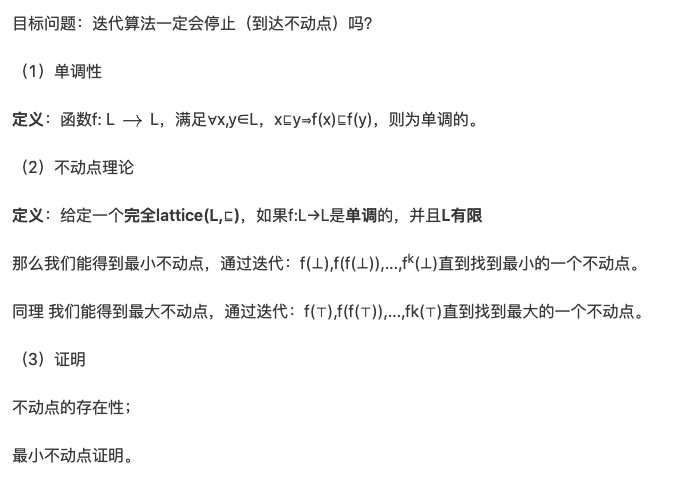 目标问题：迭代算法一定会停止（到达不动点）吗？
（1）单调性
定义：函数f: L ⟶ L，满足∀x,y∈L，x⊑y⇒f(x)⊑f(y)，则为单调的。
（2）不动点理论
定义：给定一个完全lattice(L,⊑)，如果f:L→L是单调的，并且L有限
那么我们能得到最小不动点，通过迭代：f(⊥),f(f(⊥)),...,fᵏ(⊥)直到找到最小的一个不动点。
同理 我们能得到最大不动点，通过迭代：f(⊤),f(f(⊤)),...,fk(⊤)直到找到最大的一个不动点。
（3）证明
不动点的存在性；
最小不动点证明。